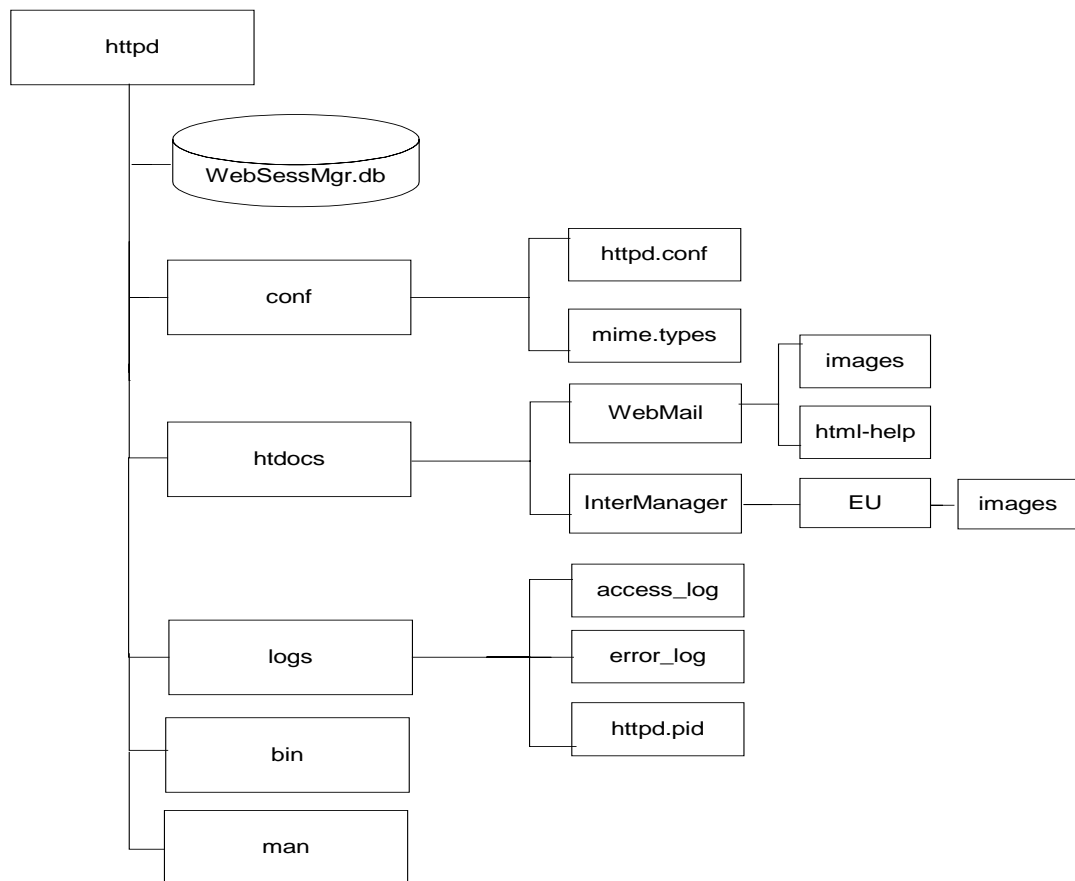 httpd
WebSessMgr.db
conf
httpd.conf
mime.types
htdocs
WebMail
images
html-help
InterManager
EU
images
logs
access_log
error_log
httpd.pid
bin
man